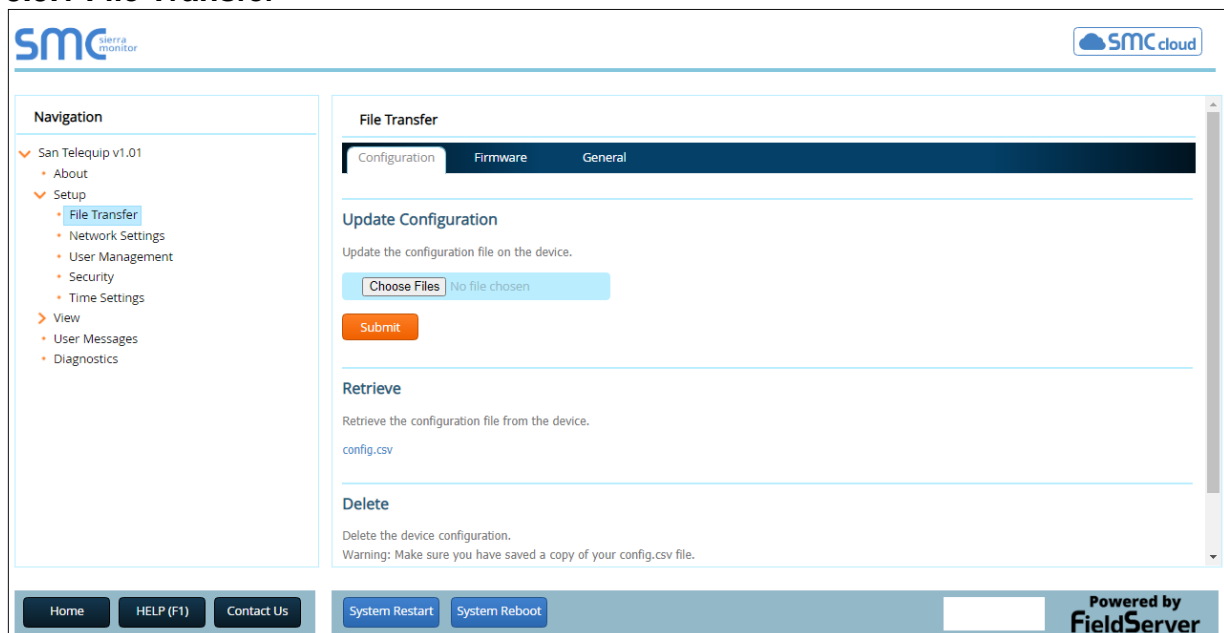 SMC sierra monitor
SMC cloud
Navigation
San Telequip v1.01
About
Setup
File Transfer
Network Settings
User Management
Security
Time Settings
View
User Messages
Diagnostics
File Transfer
Configuration Firmware General
Update Configuration
Update the configuration file on the device.
Choose Files No file chosen
Submit
Retrieve
Retrieve the configuration file from the device.
config.csv
Delete
Delete the device configuration.
Warning: Make sure you have saved a copy of your config.csv file.
Home HELP (F1) Contact Us
System Restart System Reboot
Powered by
FieldServer